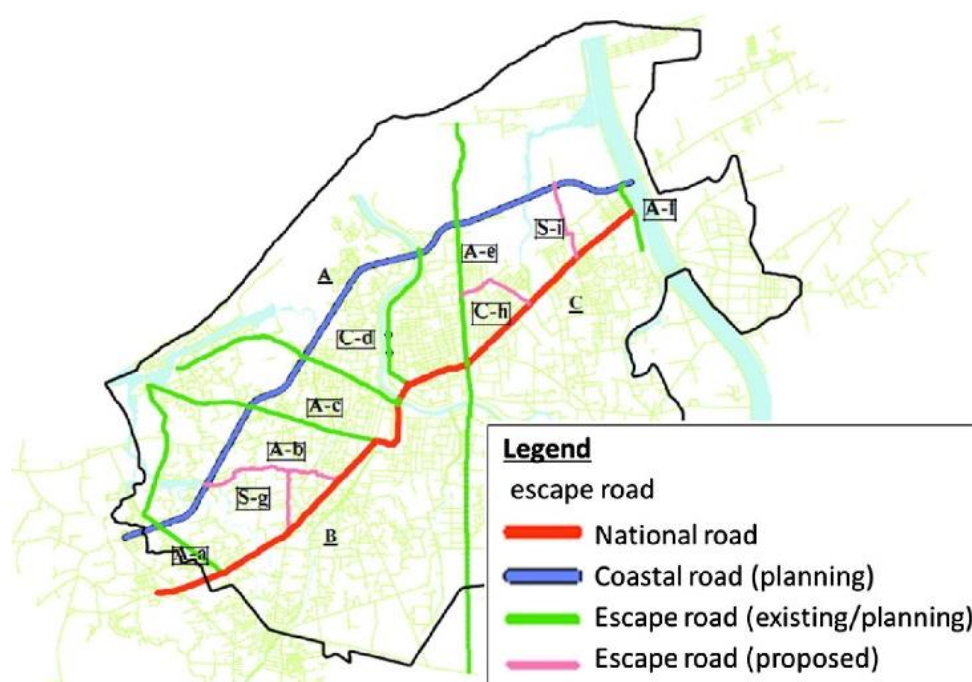 A-f
S-i
A-e
A
C-h
C
C-d
A-c
A-b
S-g
B
A-a
Legend
escape road
National road
Coastal road (planning)
Escape road (existing/planning)
Escape road (proposed)